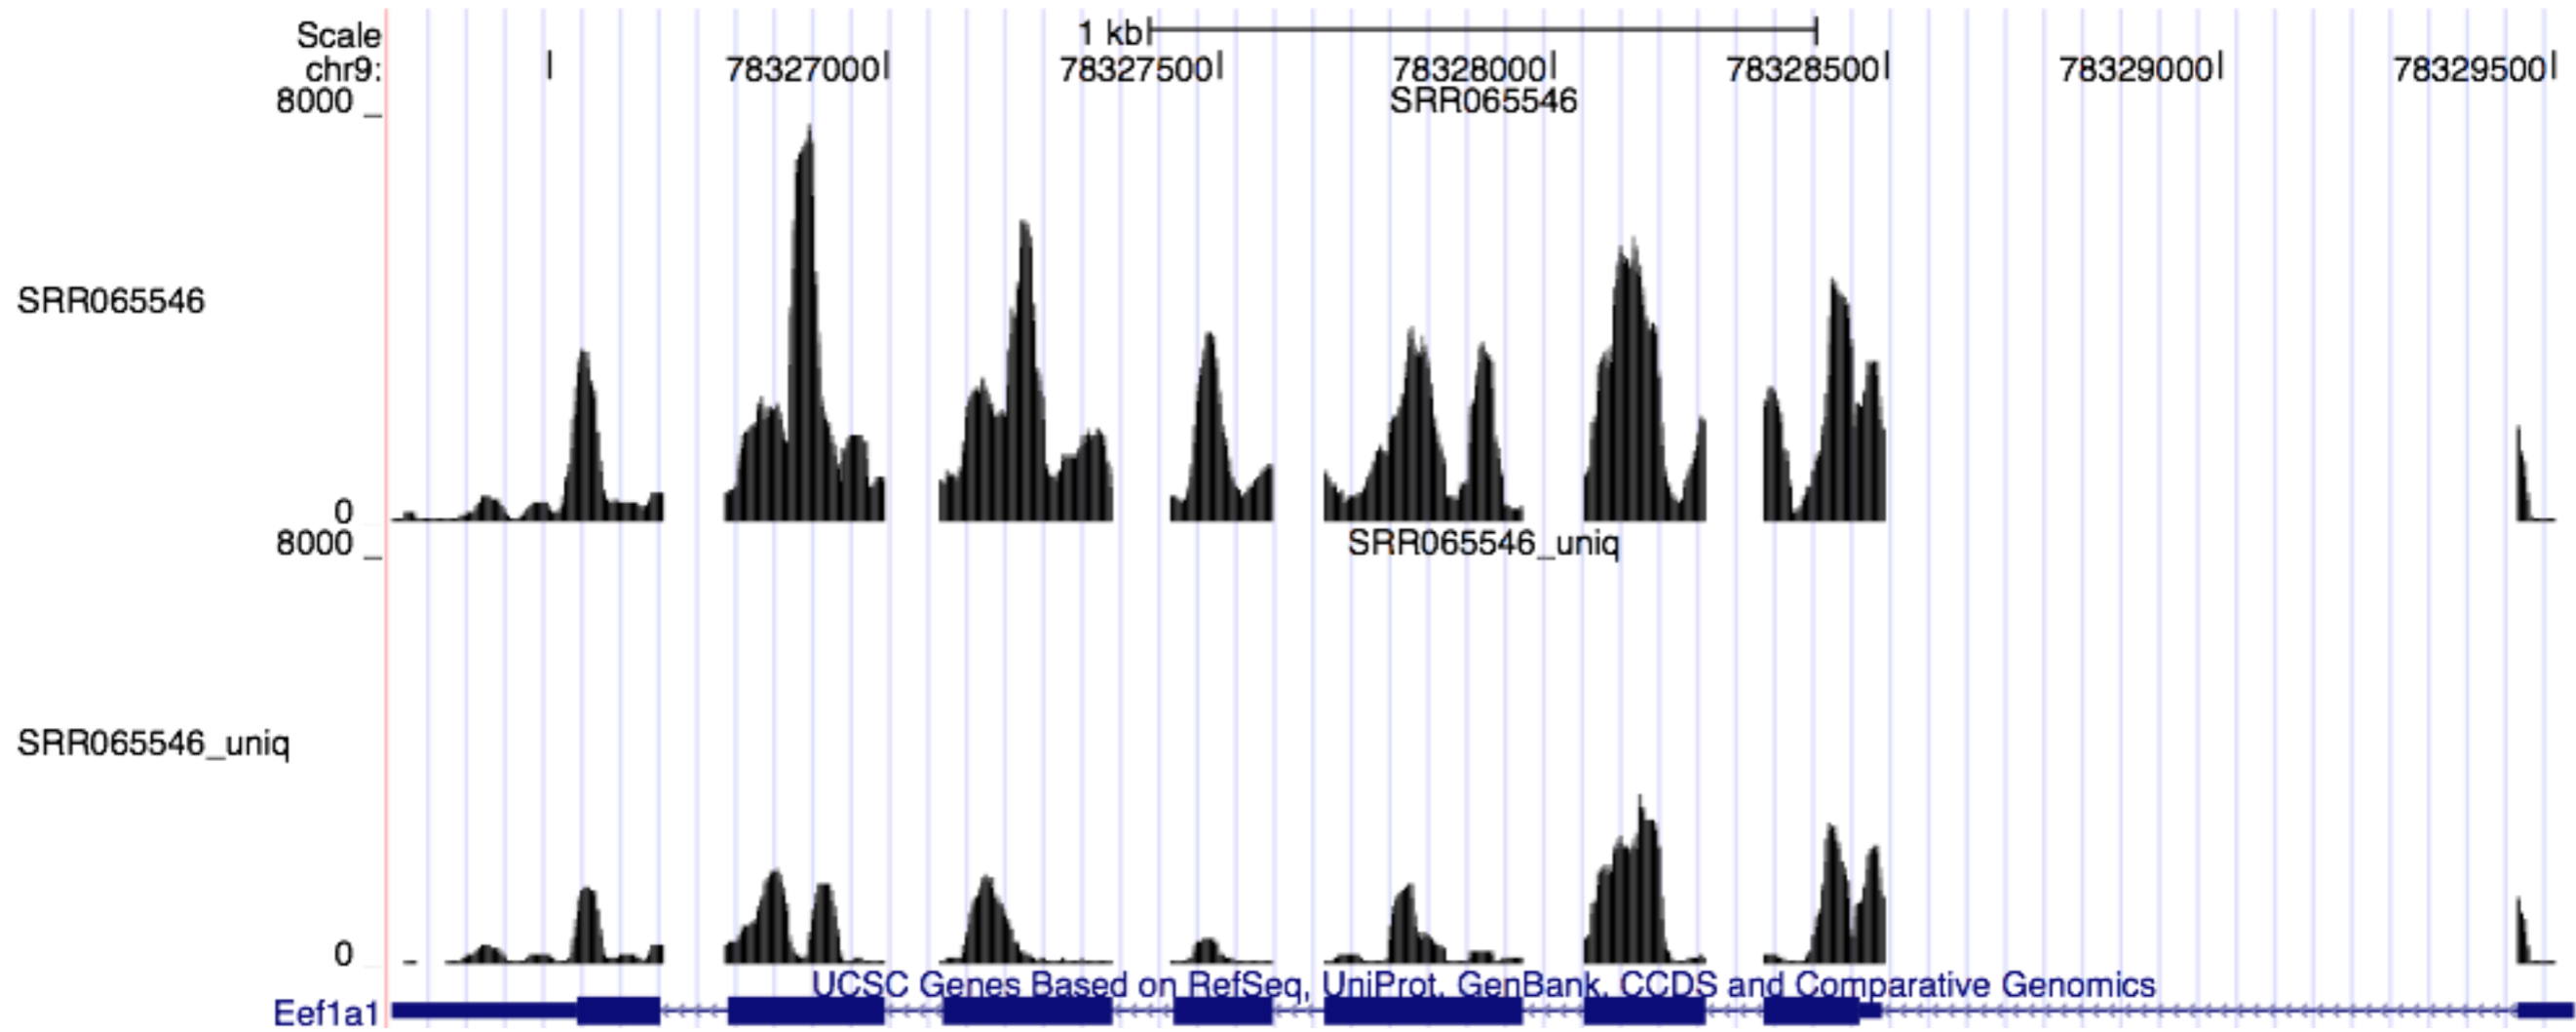 Scale 1 kb
chr9: 78327000 78327500 78328000 78328500 78329000 78329500
8000 _ SRR065546
SRR065546
0
8000 _ SRR065546_uniq
SRR065546_uniq
0
UCSC Genes Based on RefSeq, UniProt, GenBank, CCDS and Comparative Genomics
Eef1a1